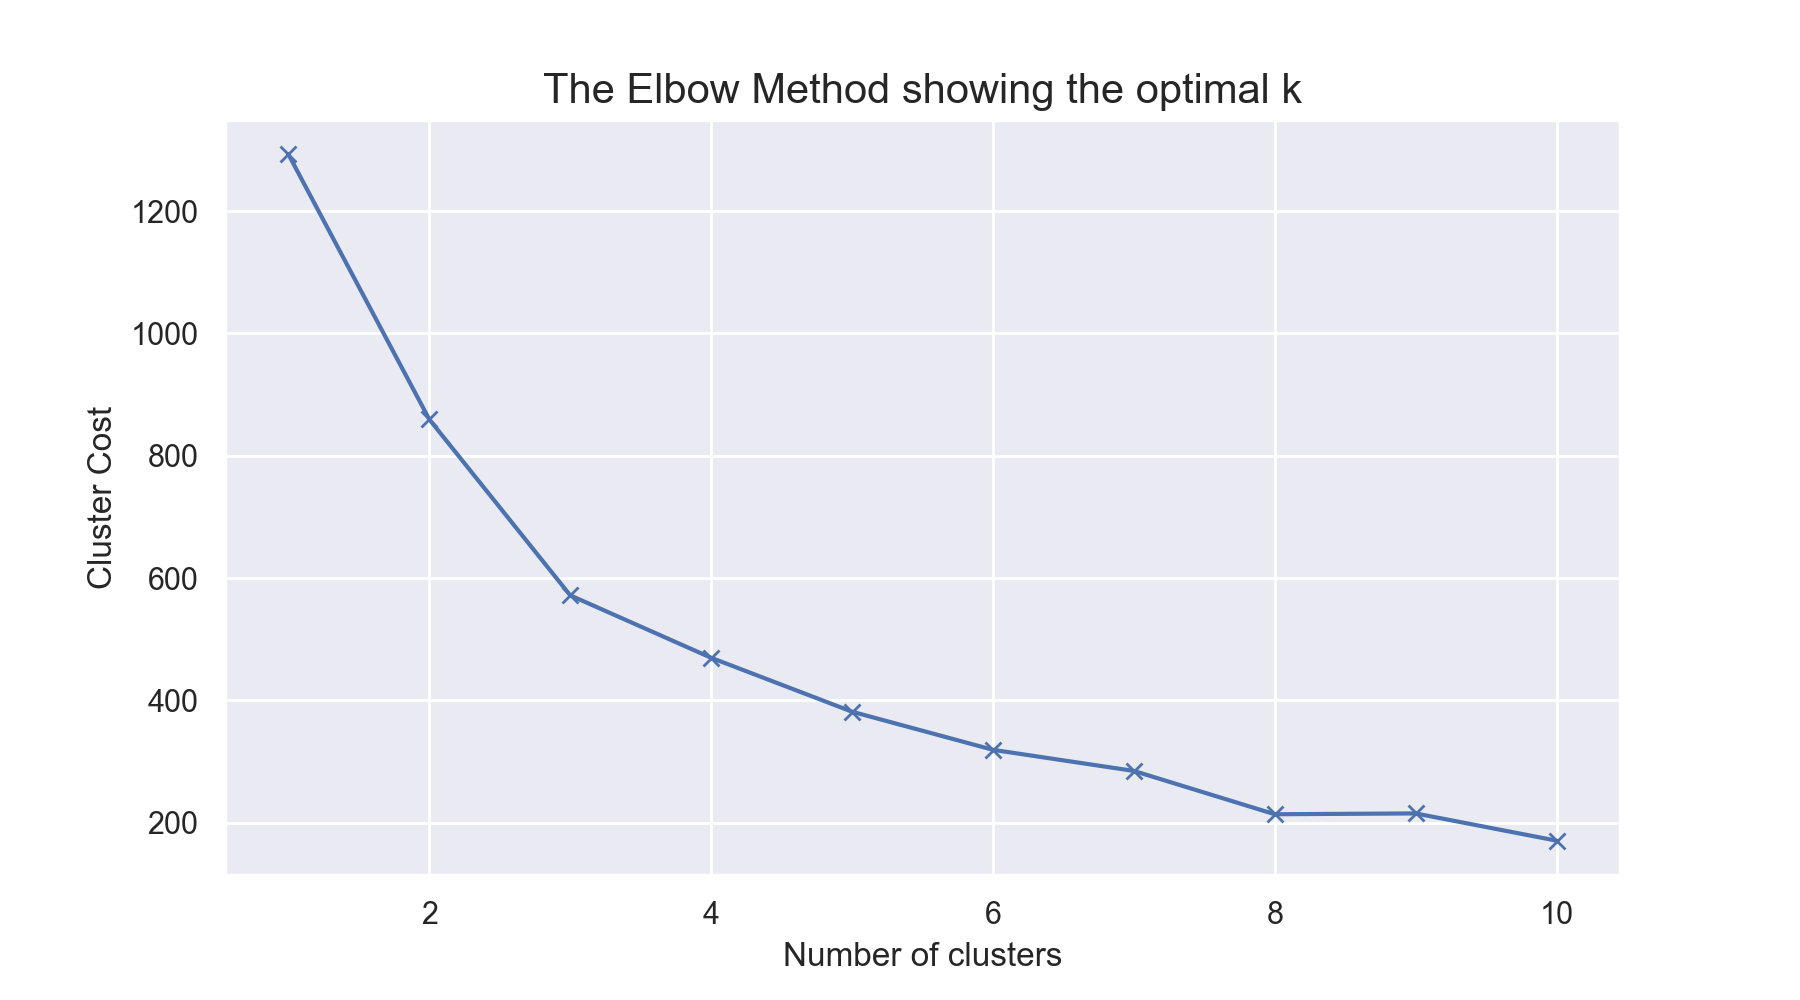 The Elbow Method showing the optimal k
1200
1000
800
600
400
200
Cluster Cost
2 4 6 8 10
Number of clusters